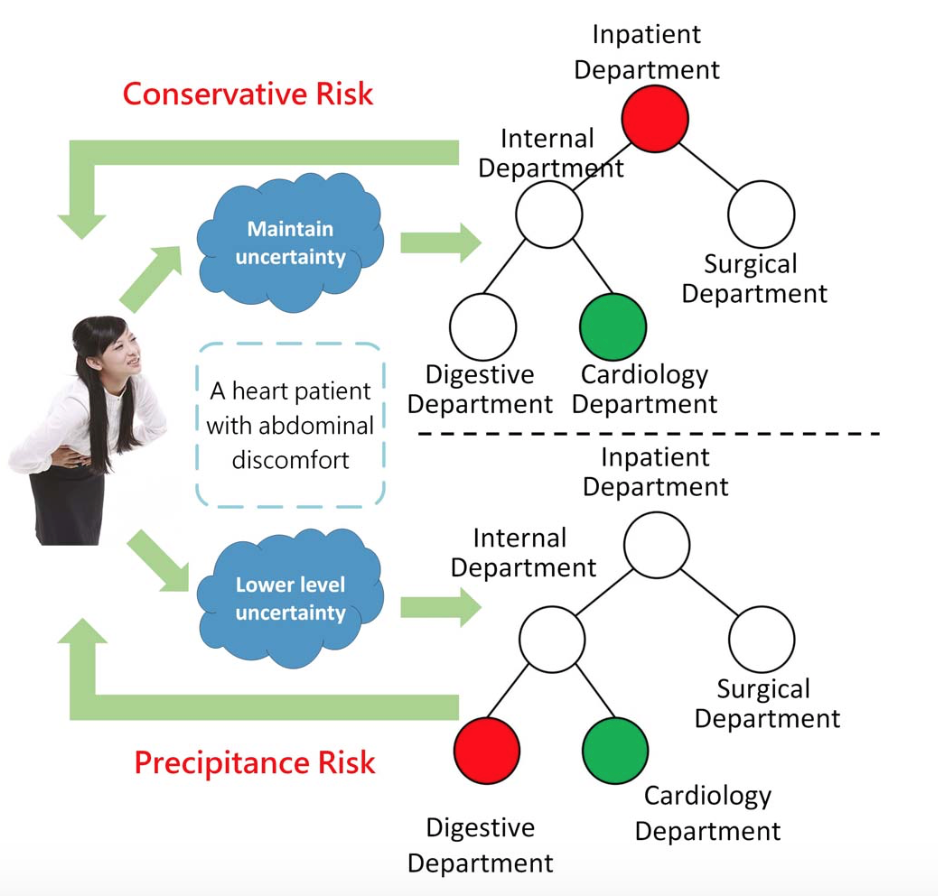 Inpatient
Department
Conservative Risk
Internal
Department
Maintain
uncertainty
Surgical
Department
Digestive
Department
Cardiology
Department
A heart patient
with abdominal
discomfort
Inpatient
Department
Internal
Department
Lower level
uncertainty
Surgical
Department
Precipitance Risk
Cardiology
Department
Digestive
Department